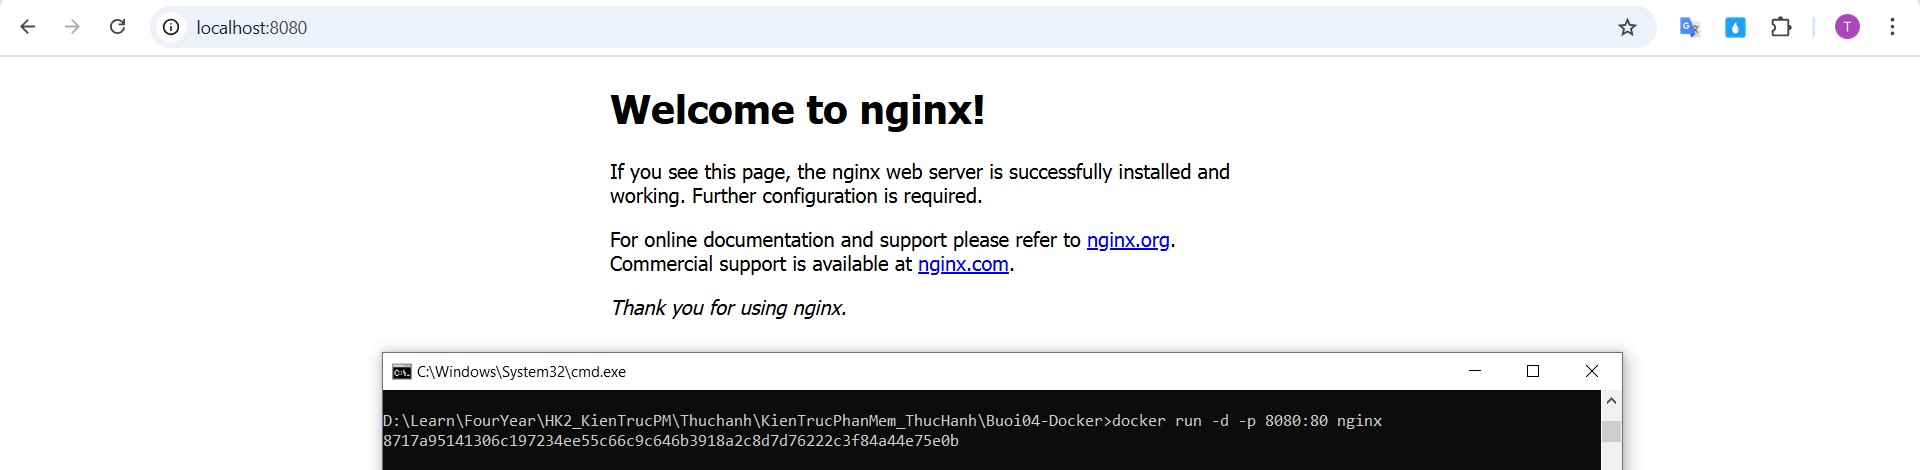 localhost:8080
T
Welcome to nginx!
If you see this page, the nginx web server is successfully installed and
working. Further configuration is required.
For online documentation and support please refer to nginx.org.
Commercial support is available at nginx.com.
Thank you for using nginx.
C:\Windows\System32\cmd.exe
D:\Learn\FourYear\HK2_KienTrucPM\Thuchanh\KienTrucPhanMem_ThucHanh\Buoi04-Docker>docker run -d -p 8080:80 nginx
8717a95141306c197234ee55c66c9c646b3918a2c8d7d76222c3f84a44e75e0b